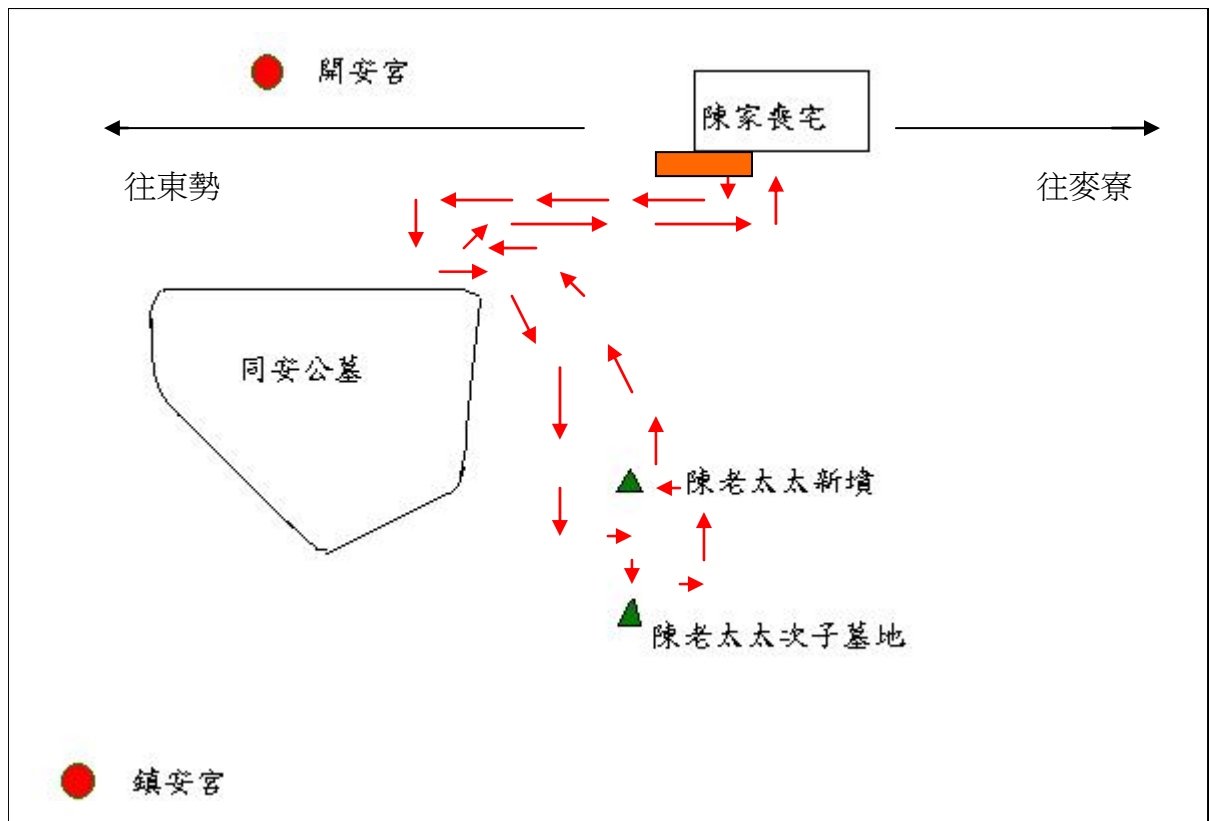 開安宮
陳家喪宅
往東勢
往麥寮
同安公墓
陳老太太新墳
陳老太太次子墓地
鎮安宮